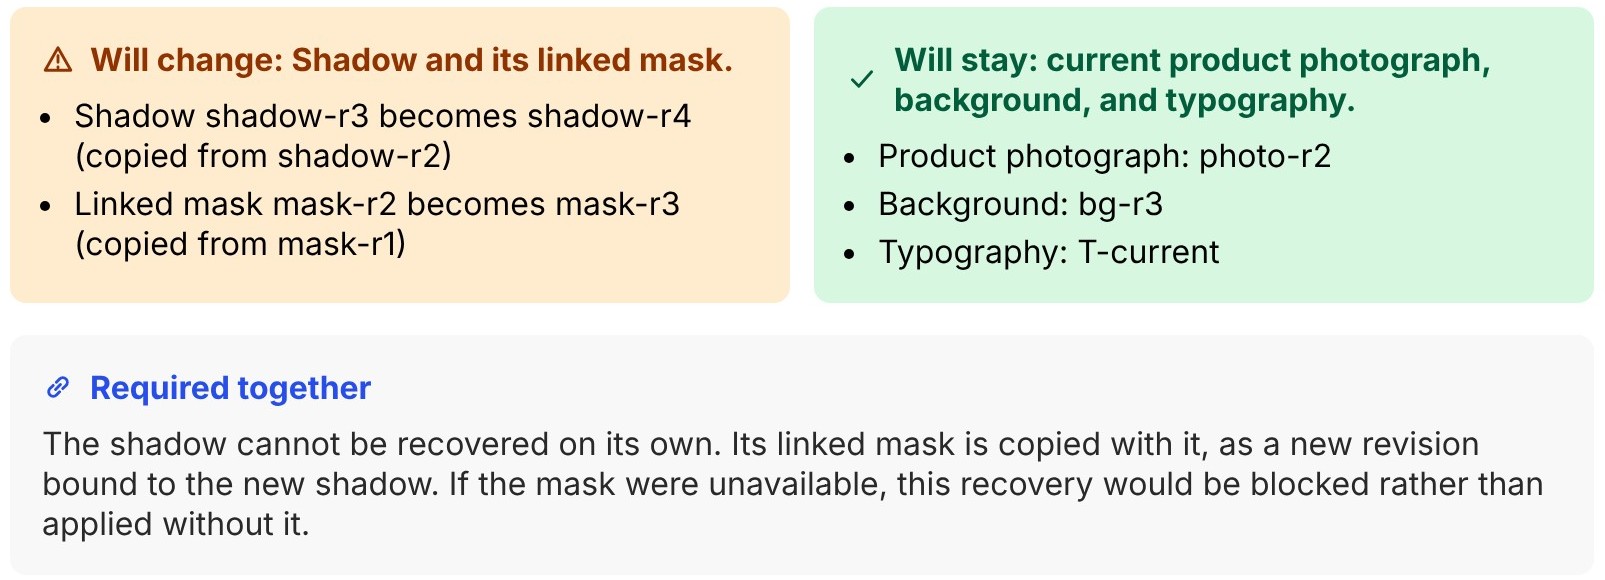 Will change: Shadow and its linked mask.
• Shadow shadow-r3 becomes shadow-r4
(copied from shadow-r2)
• Linked mask mask-r2 becomes mask-r3
(copied from mask-r1)
Will stay: current product photograph,
background, and typography.
• Product photograph: photo-r2
• Background: bg-r3
• Typography: T-current
Required together
The shadow cannot be recovered on its own. Its linked mask is copied with it, as a new revision
bound to the new shadow. If the mask were unavailable, this recovery would be blocked rather than
applied without it.